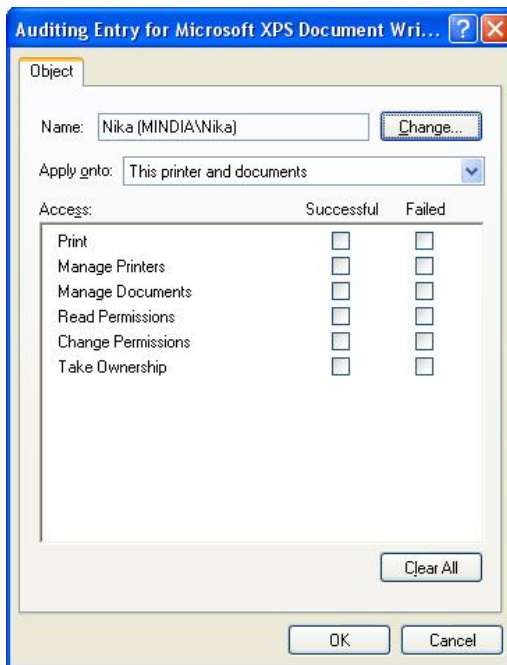 Auditing Entry for Microsoft XPS Document Wri... ?
Object
Name: Nika (MINDIA\Nika) Change...
Apply onto: This printer and documents
Access: Successful Failed
Print
Manage Printers
Manage Documents
Read Permissions
Change Permissions
Take Ownership
Clear All
OK Cancel